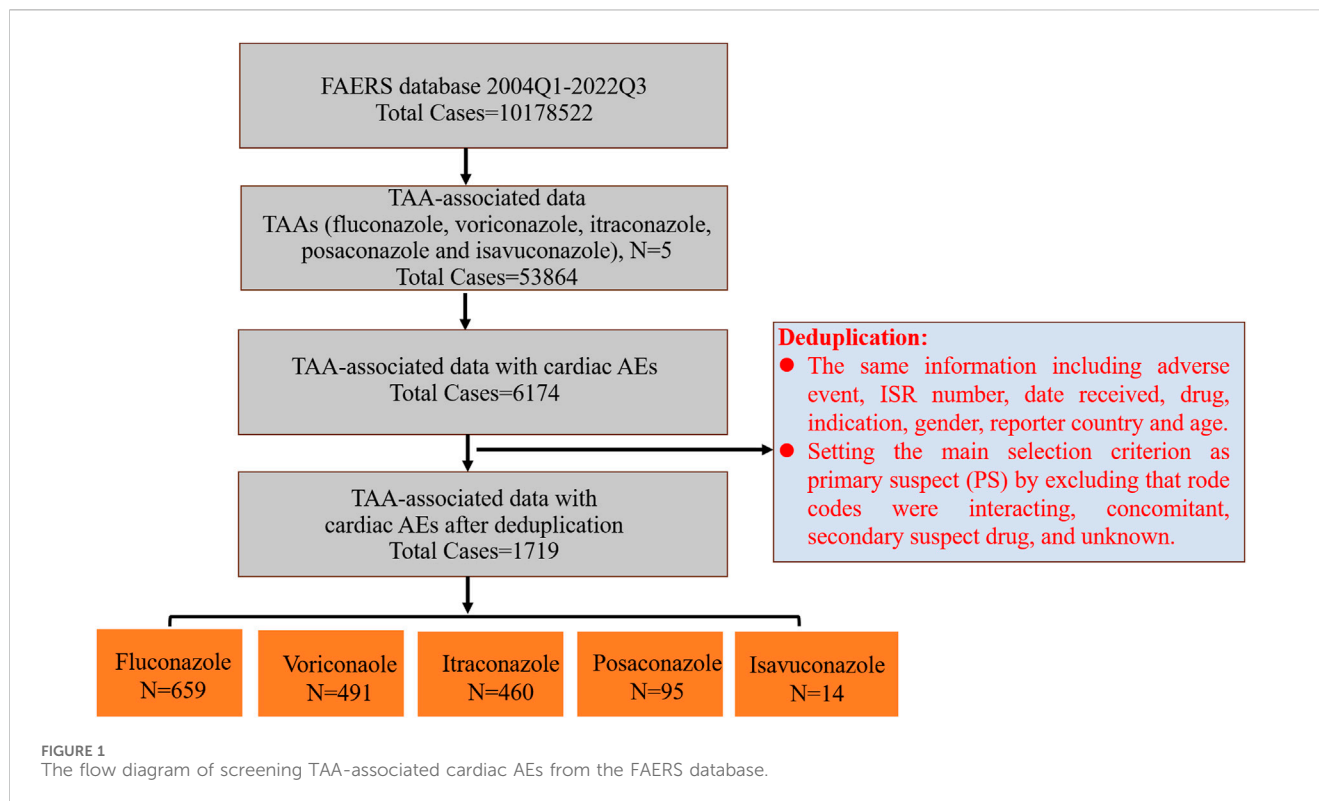 FAERS database 2004Q1-2022Q3
Total Cases=10178522
TAA-associated data
TAAs (fluconazole, voriconazole, itraconazole,
posaconazole and isavuconazole), N=5
Total Cases=53864
TAA-associated data with cardiac AEs
Total Cases=6174
Deduplication:
● The same information including adverse
event, ISR number, date received, drug,
indication, gender, reporter country and age.
● Setting the main selection criterion as
primary suspect (PS) by excluding that rode
codes were interacting, concomitant,
secondary suspect drug, and unknown.
TAA-associated data with
cardiac AEs after deduplication
Total Cases=1719
Fluconazole
N=659
Voriconaole
N=491
Itraconazole
N=460
Posaconazole
N=95
Isavuconazole
N=14
FIGURE 1
The flow diagram of screening TAA-associated cardiac AEs from the FAERS database.